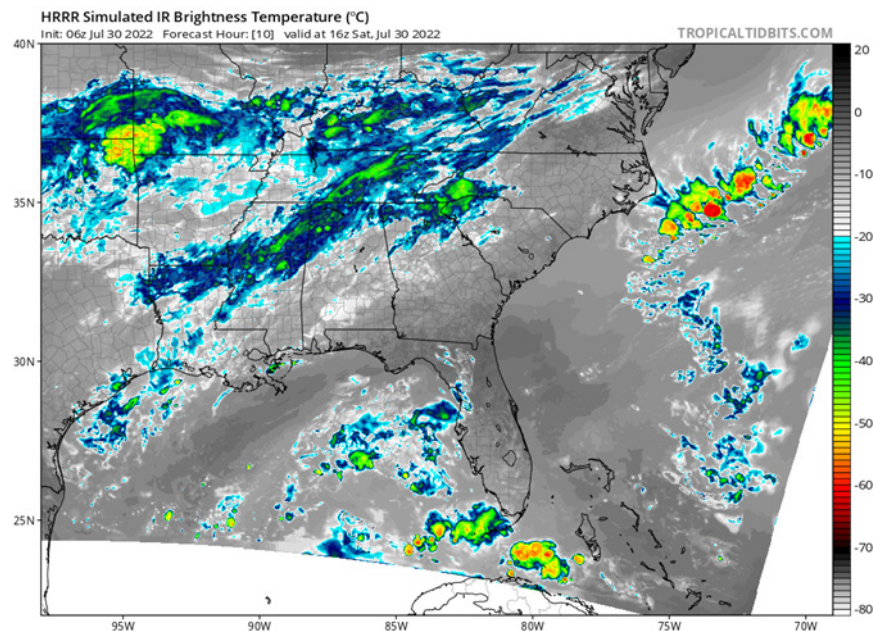 HRRR Simulated IR Brightness Temperature (°C)
Init: 06z Jul 30 2022   Forecast Hour: [10]   valid at 16z Sat, Jul 30 2022
TROPICALTIDBITS.COM
40N
35N
30N
25N
95W
90W
85W
80W
75W
70W
20
0
-10
-20
-30
-40
-50
-60
-70
-80